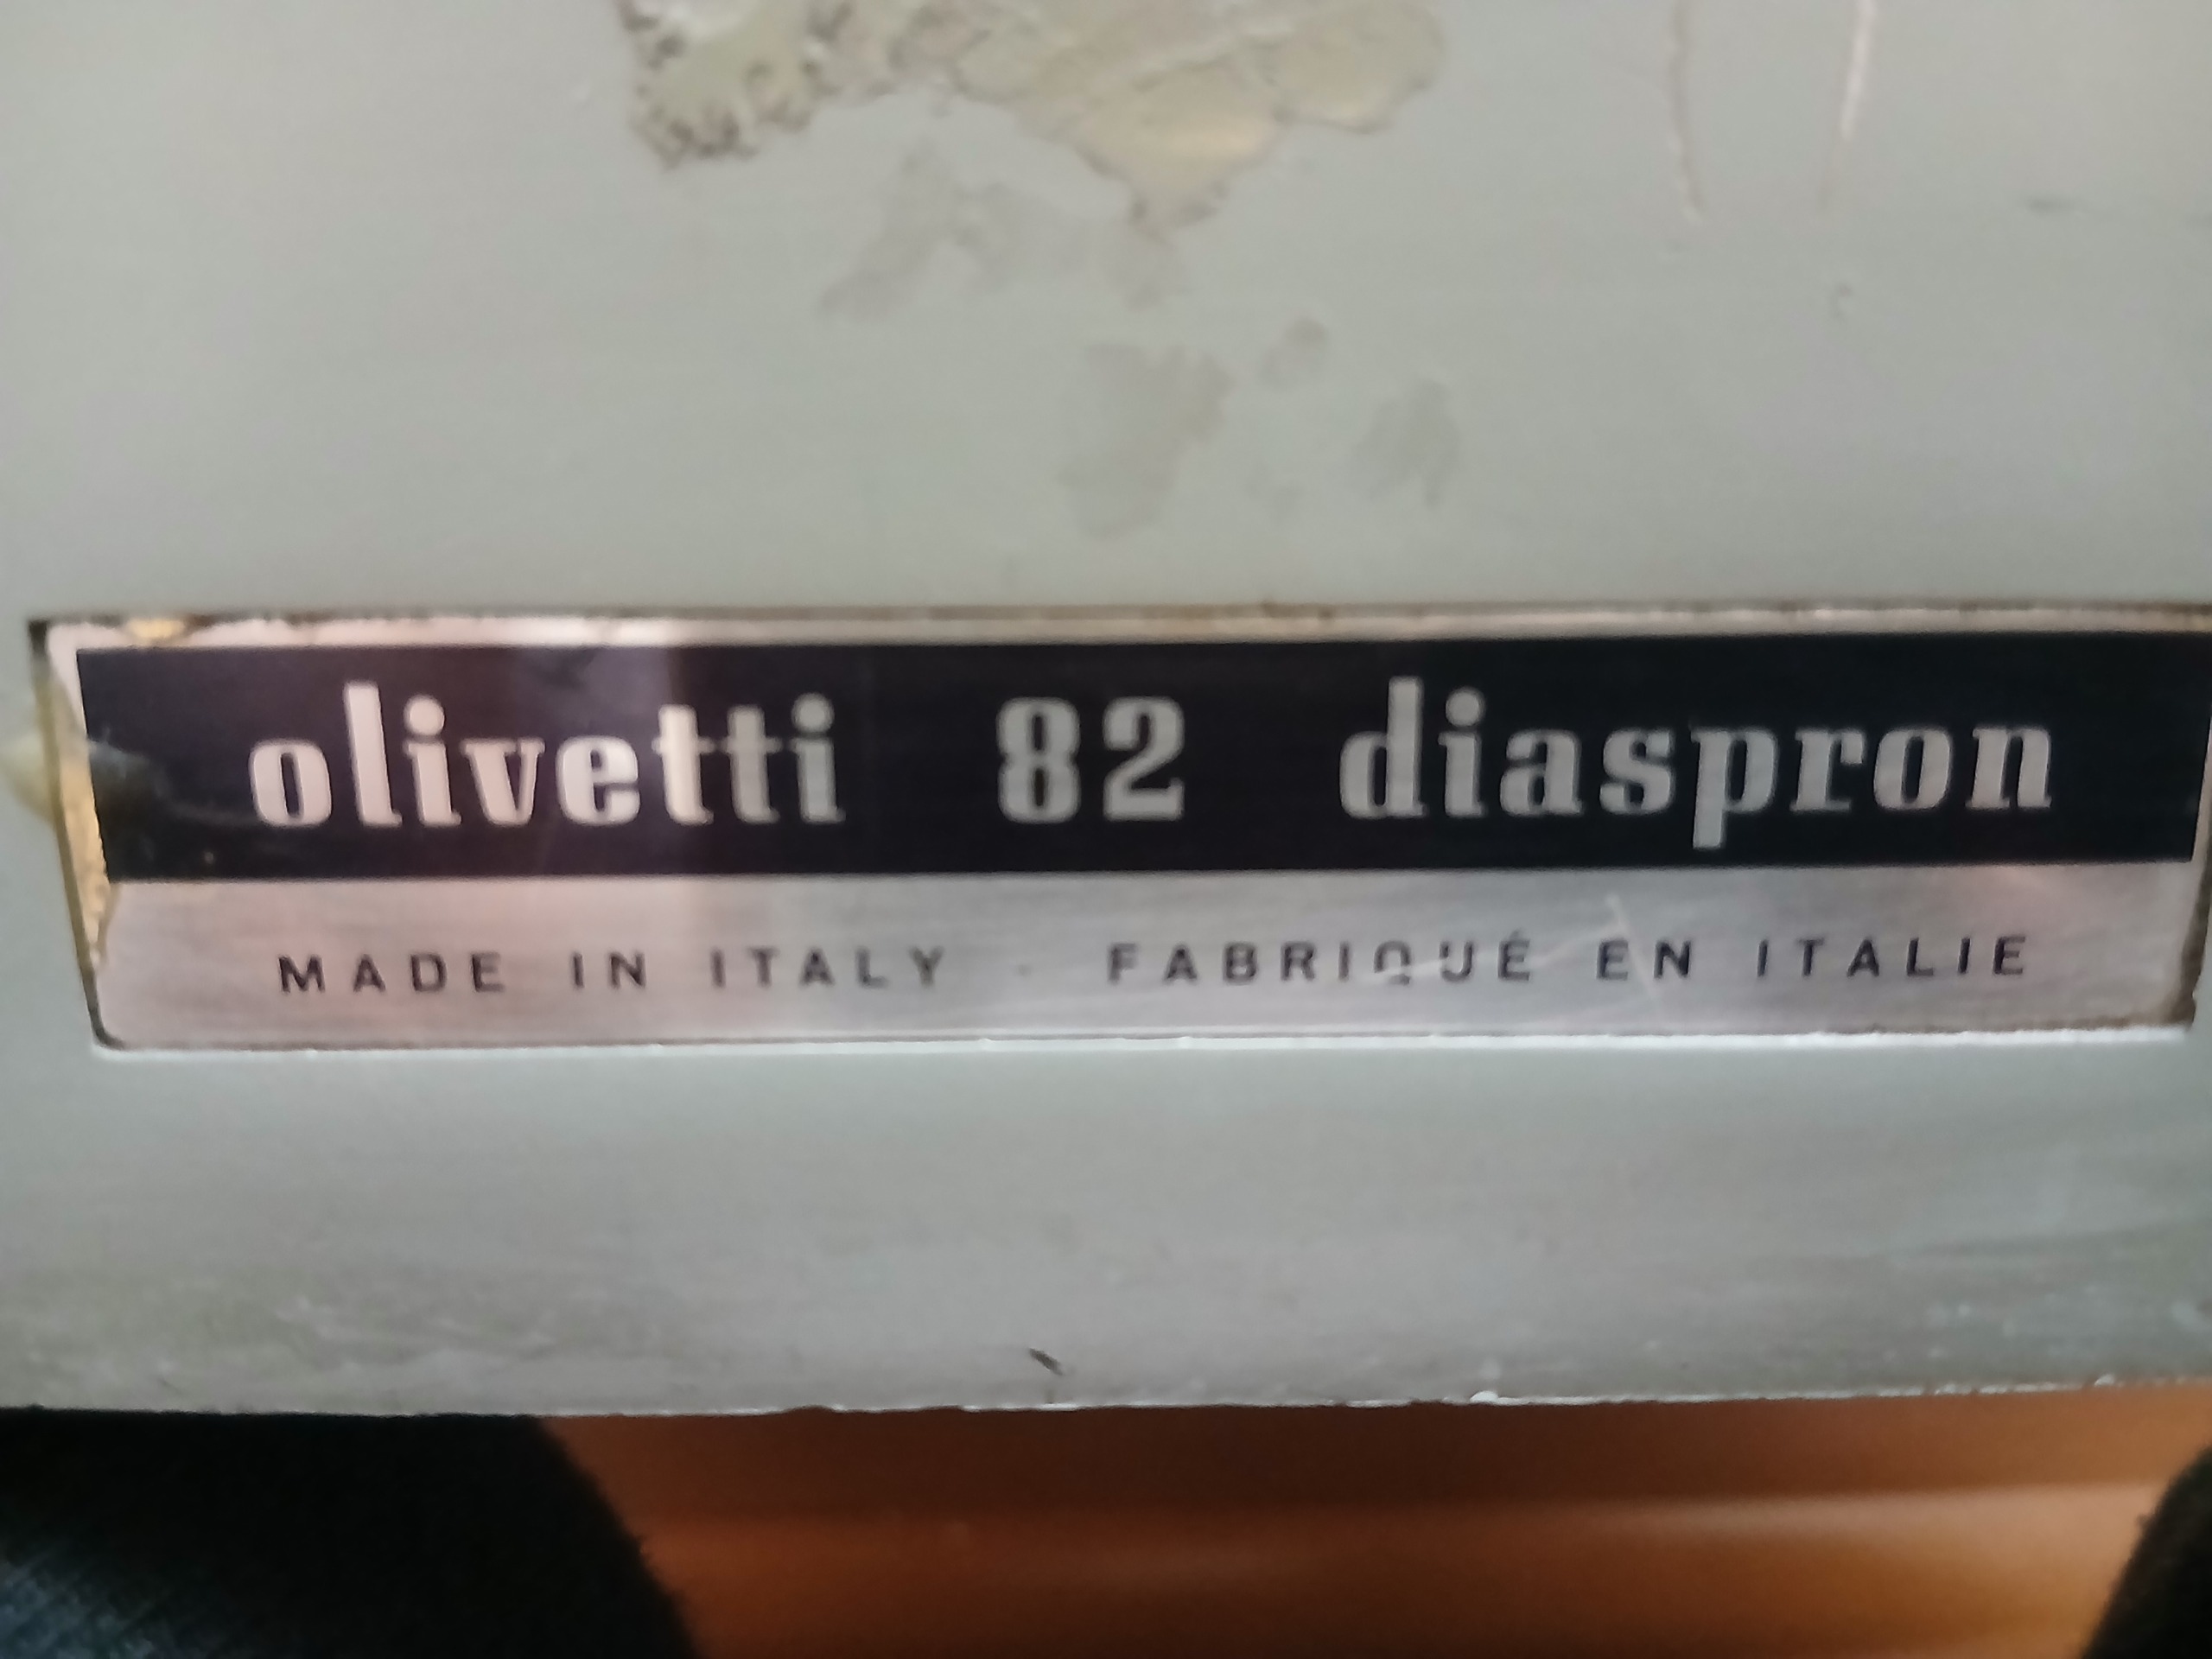 olivetti 82 diaspron
MADE IN ITALY · FABRIQUÉ EN ITALIE